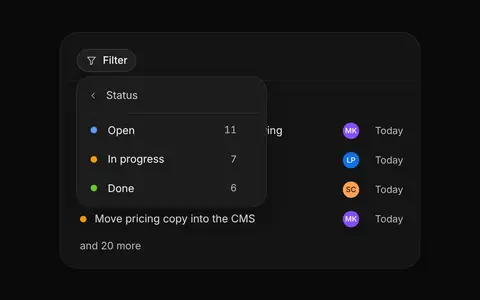 Filter
Status
Open 11
MK Today
In progress 7
LP Today
Done 6
SC Today
Move pricing copy into the CMS MK Today
and 20 more